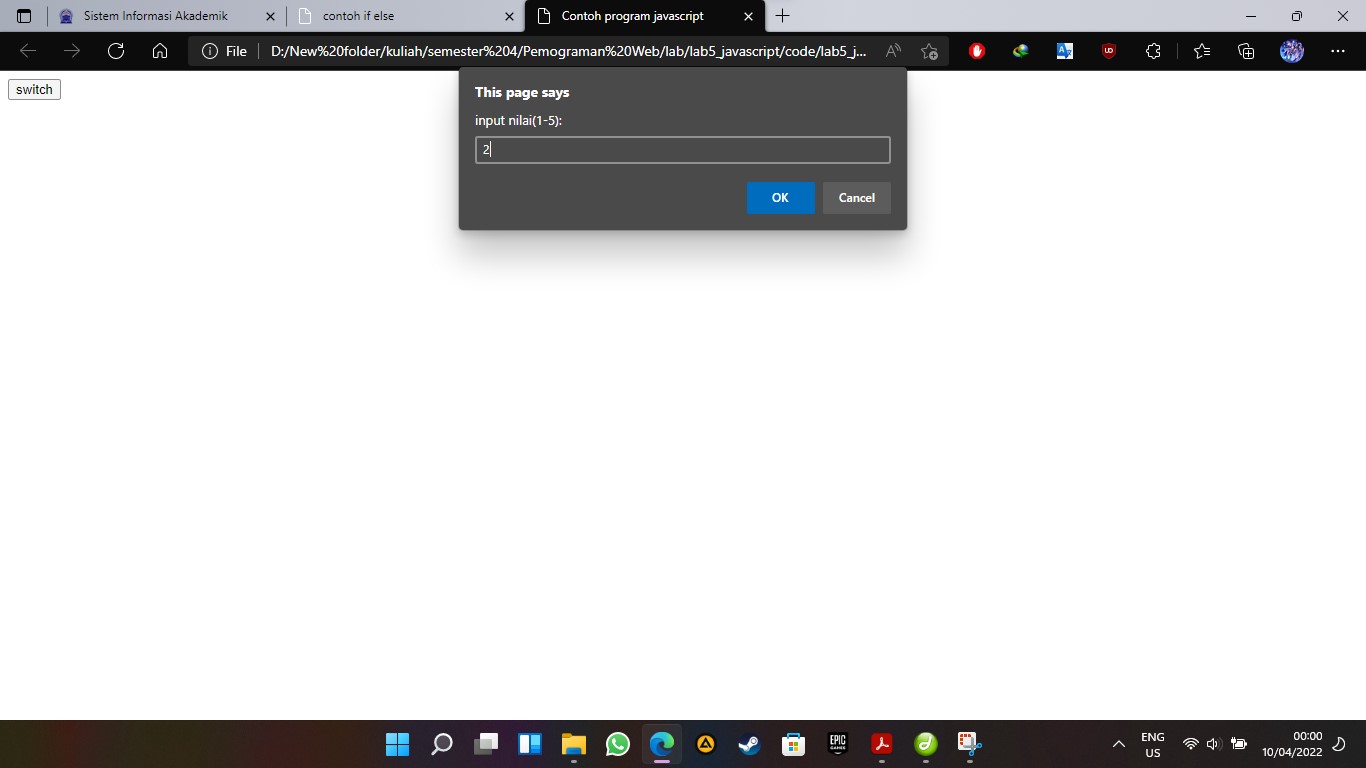 Sistem Informasi Akademik
contoh if else
Contoh program javascript
File
D:/New%20folder/kuliah/semester%204/Pemograman%20Web/lab/lab5_javascript/code/lab5_j...
switch
This page says
input nilai(1-5):
2
OK
Cancel
EPIC
GAMES
ENG
US
00:00
10/04/2022